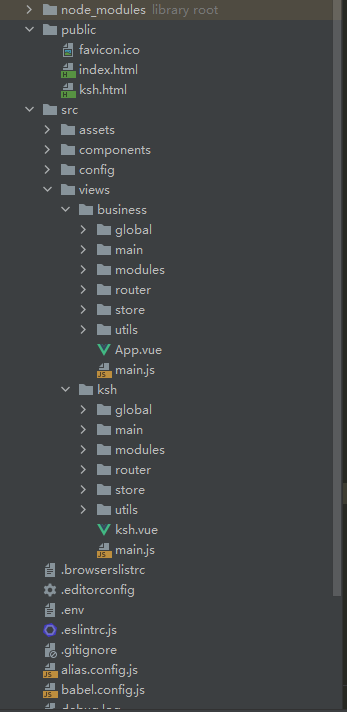 node_modules library root
public
favicon.ico
index.html
ksh.html
src
assets
components
config
views
business
global
main
modules
router
store
utils
App.vue
main.js
ksh
global
main
modules
router
store
utils
ksh.vue
main.js
.browserslistrc
.editorconfig
.env
.eslintrc.js
.gitignore
alias.config.js
babel.config.js
debug.log